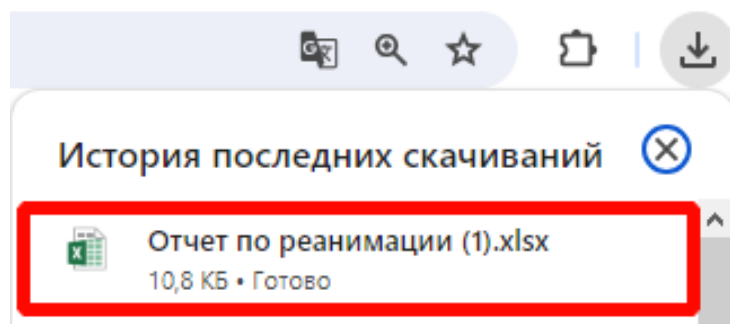 История последних скачиваний
Отчет по реанимации (1).xlsx
10,8 КБ • Готово